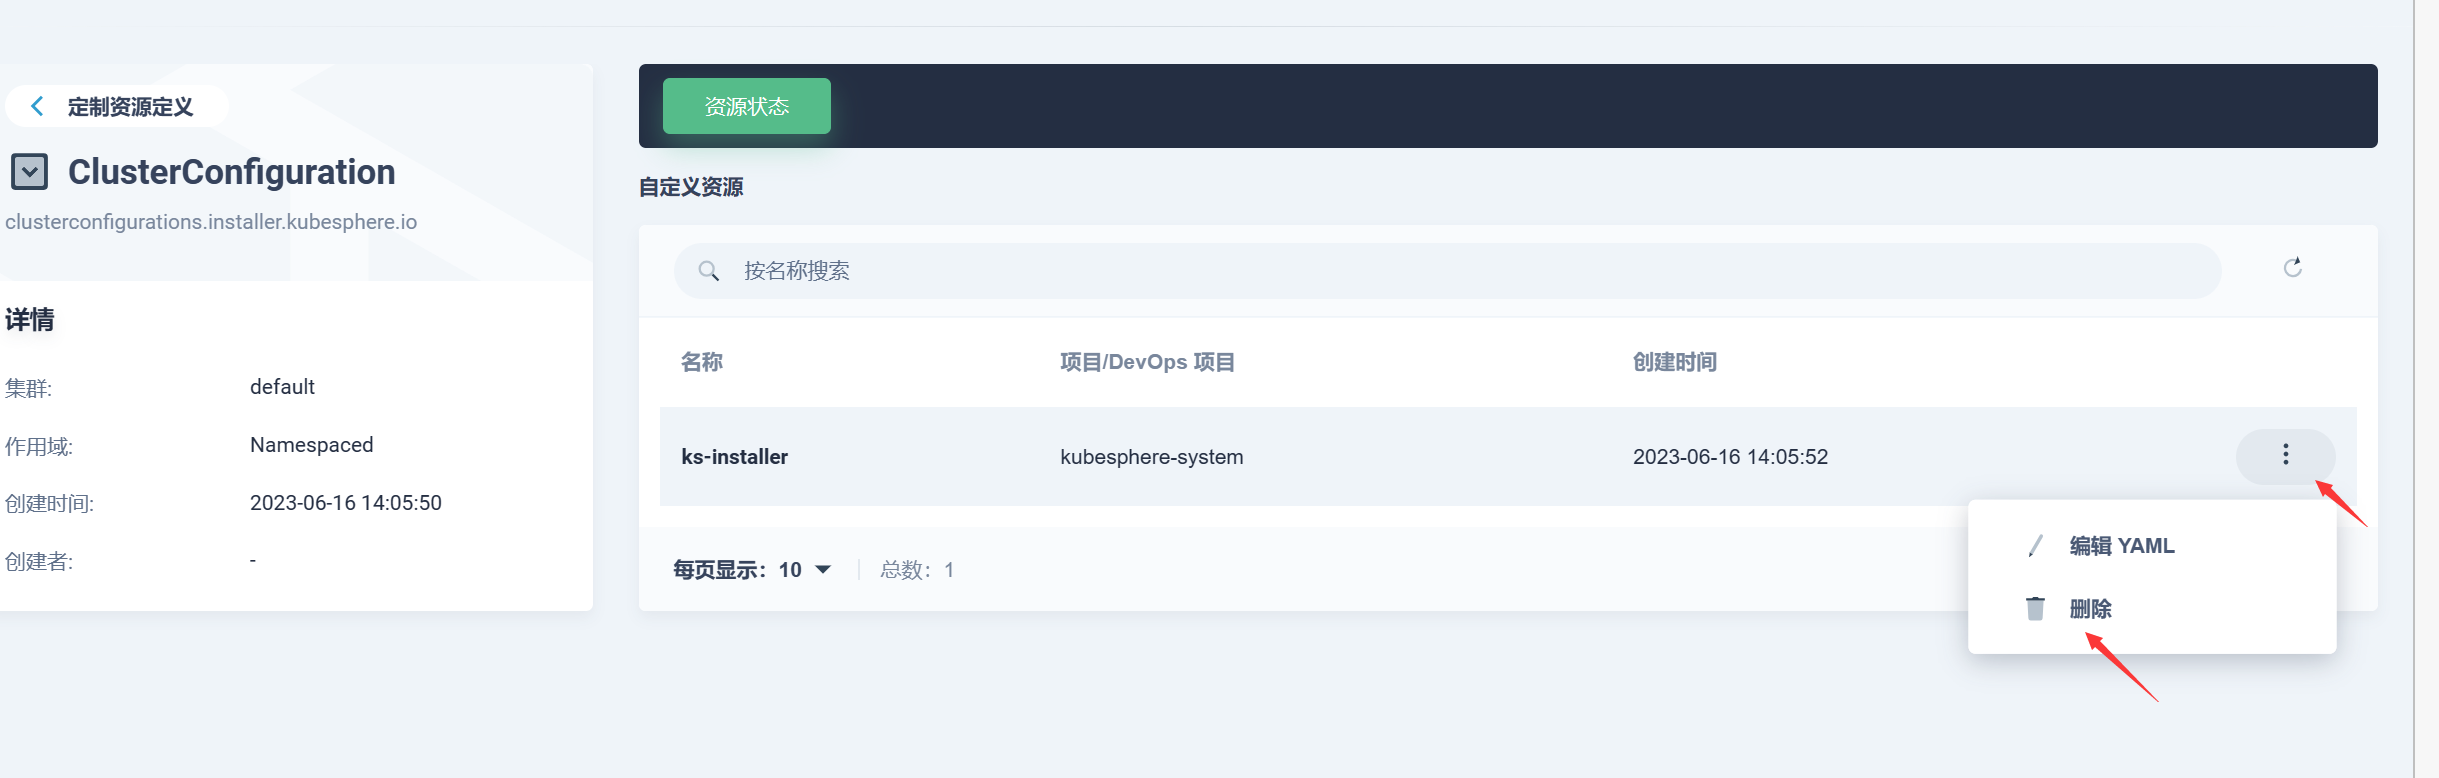 定制资源定义
ClusterConfiguration
clusterconfigurations.installer.kubesphere.io
详情
集群: default
作用域: Namespaced
创建时间: 2023-06-16 14:05:50
创建者: -
资源状态
自定义资源
按名称搜索
名称 项目/DevOps 项目 创建时间
ks-installer kubesphere-system 2023-06-16 14:05:52
编辑 YAML
删除
每页显示：10 总数：1